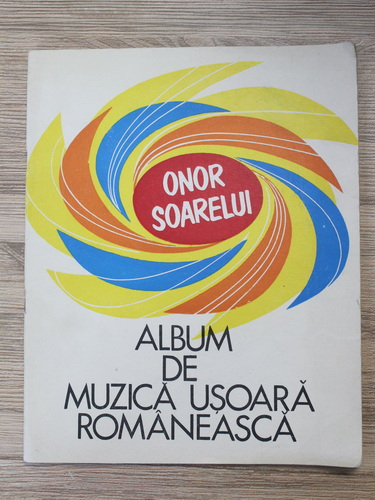 ONOR
SOARELUI
ALBUM
DE
MUZICĂ UȘOARĂ
ROMÂNEASCĂ